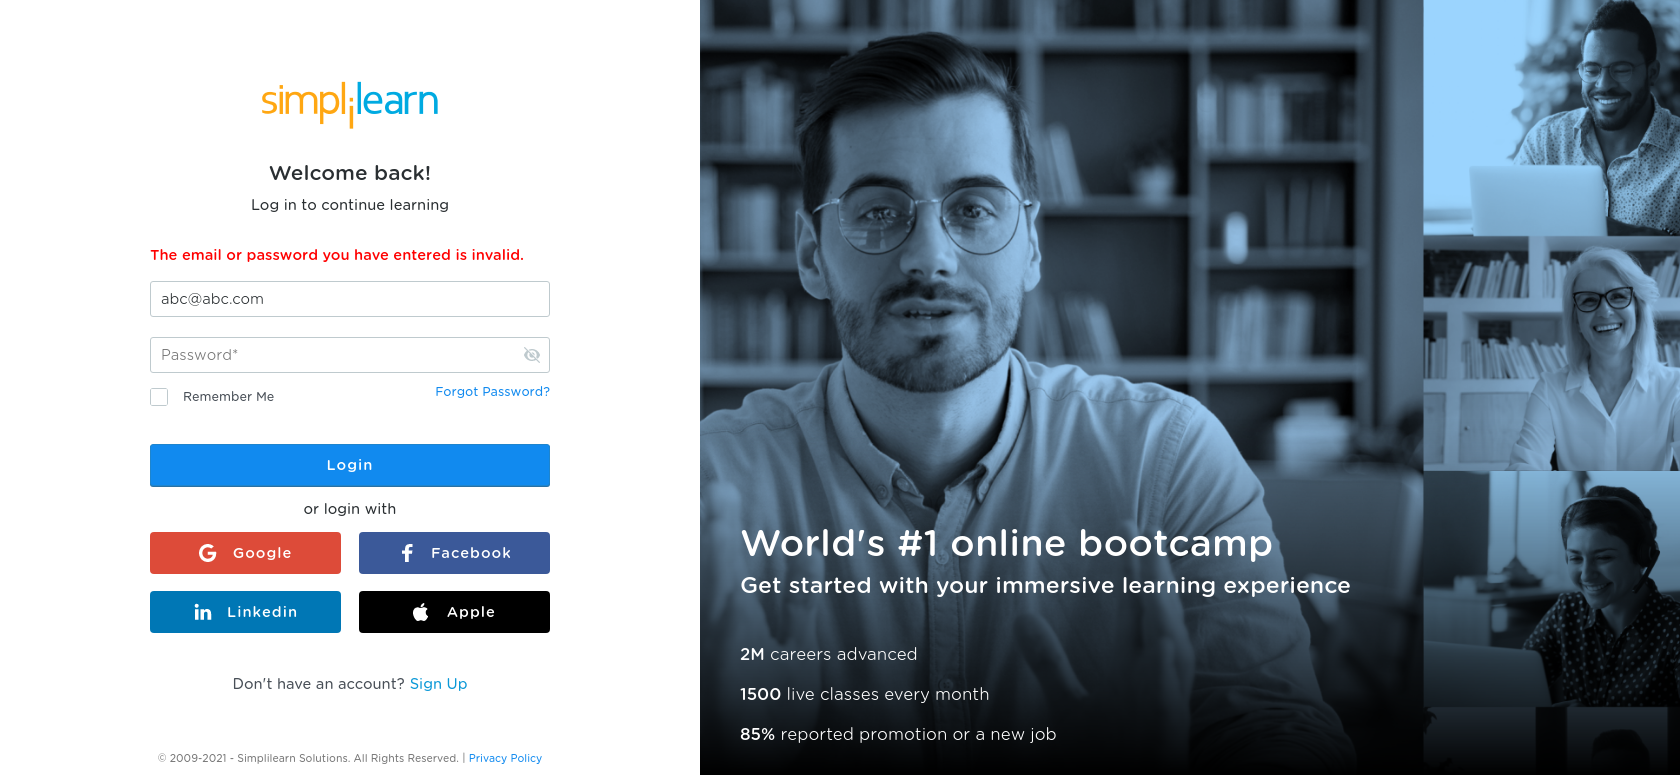 simplilearn
Welcome back!
Log in to continue learning
The email or password you have entered is invalid.
abc@abc.com
Password*
Remember Me
Forgot Password?
Login
or login with
Google
Facebook
Linkedin
Apple
Don't have an account? Sign Up
© 2009-2021 - Simplilearn Solutions. All Rights Reserved. | Privacy Policy
World's #1 online bootcamp
Get started with your immersive learning experience
2M careers advanced
1500 live classes every month
85% reported promotion or a new job